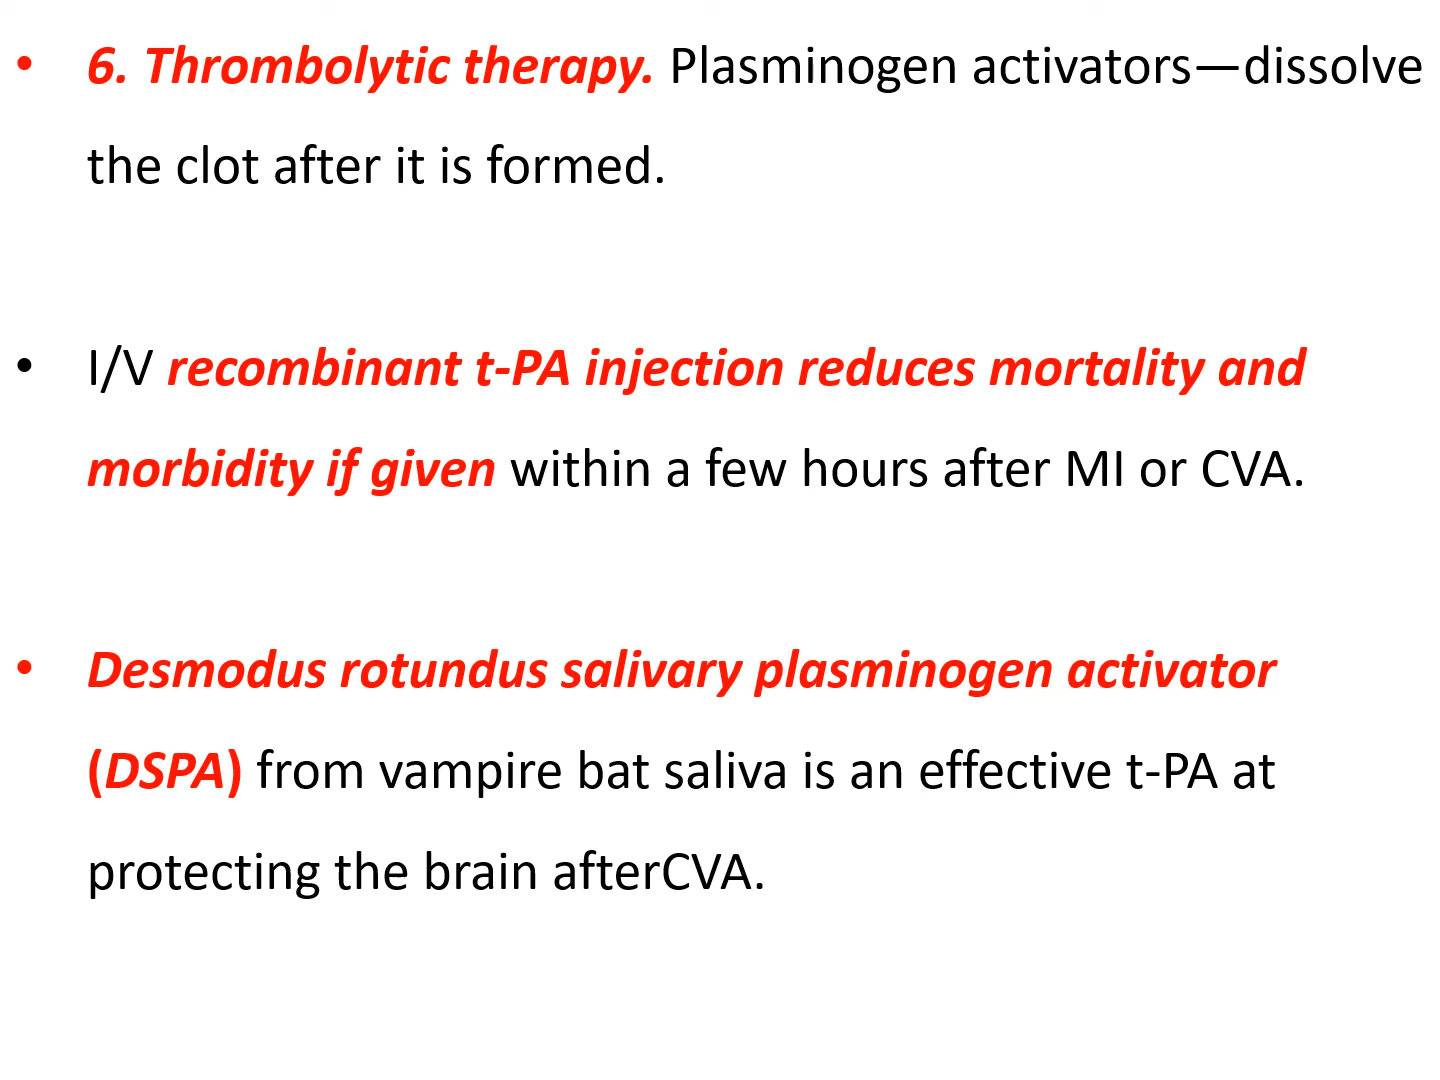 • 6. Thrombolytic therapy. Plasminogen activators—dissolve
the clot after it is formed.
• I/V recombinant t-PA injection reduces mortality and
morbidity if given within a few hours after MI or CVA.
• Desmodus rotundus salivary plasminogen activator
(DSPA) from vampire bat saliva is an effective t-PA at
protecting the brain afterCVA.